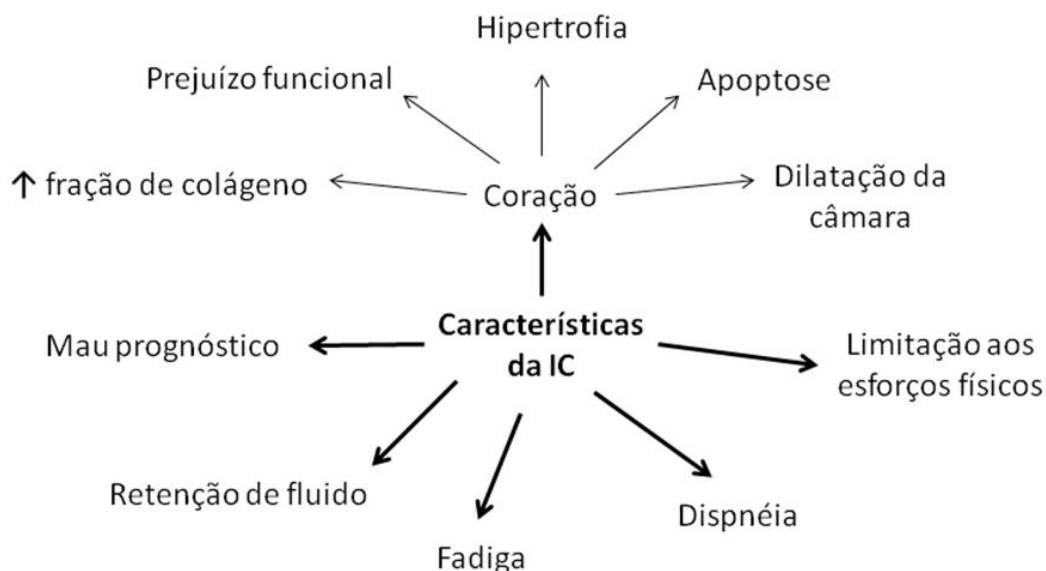 Hipertrofia
Prejuízo funcional
Apoptose
↑ fração de colágeno
Coração
Dilatação da
câmara
Características
da IC
Mau prognóstico
Limitação aos
esforços físicos
Retenção de fluido
Dispnéia
Fadiga